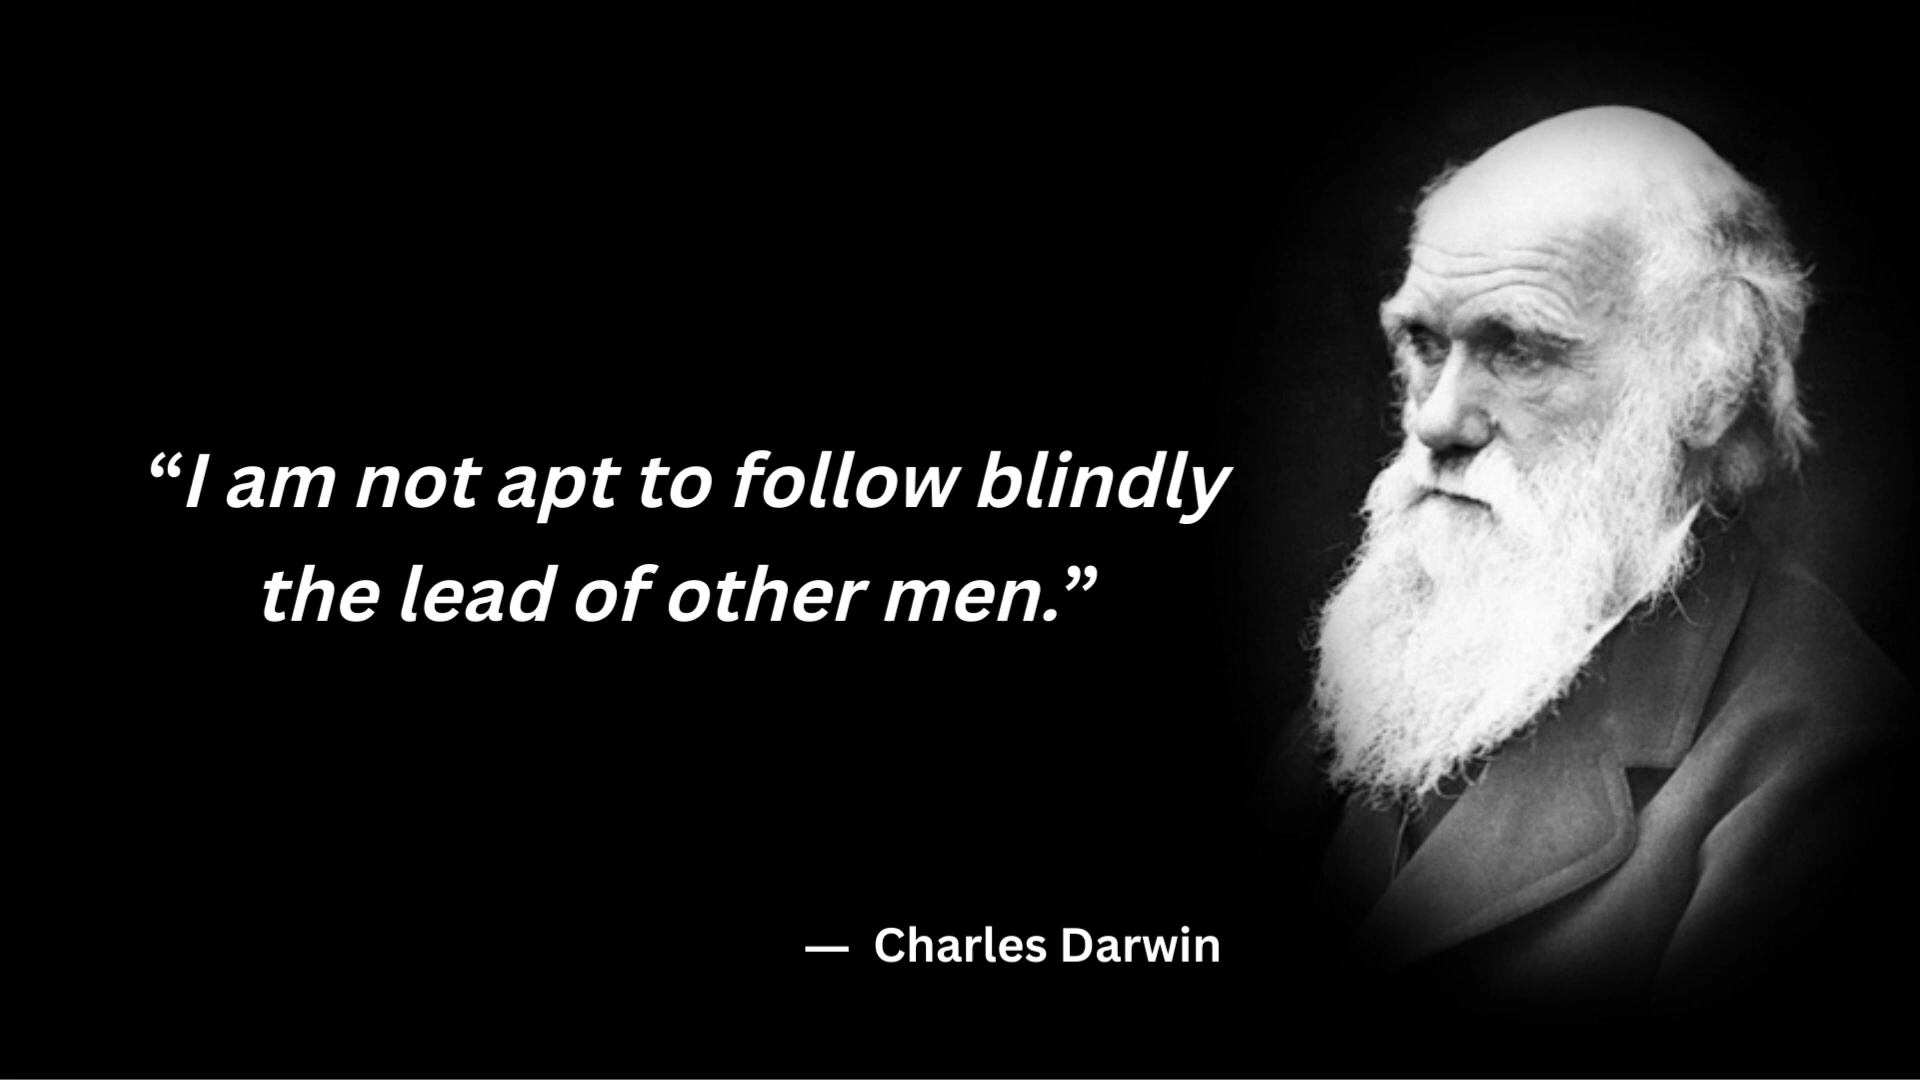 “I am not apt to follow blindly
the lead of other men.”
— Charles Darwin